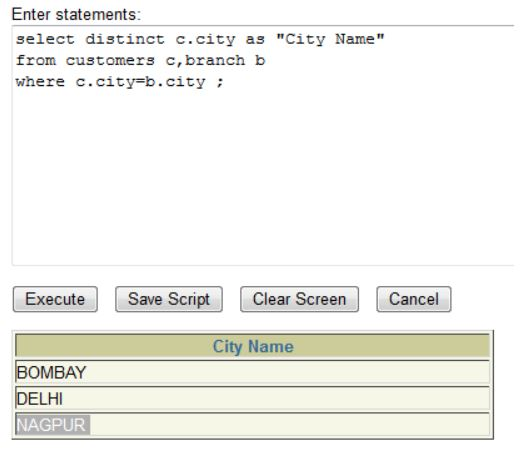 Enter statements:
select distinct c.city as "City Name"
from customers c,branch b
where c.city=b.city ;
Execute Save Script Clear Screen Cancel
City Name
BOMBAY
DELHI
NAGPUR